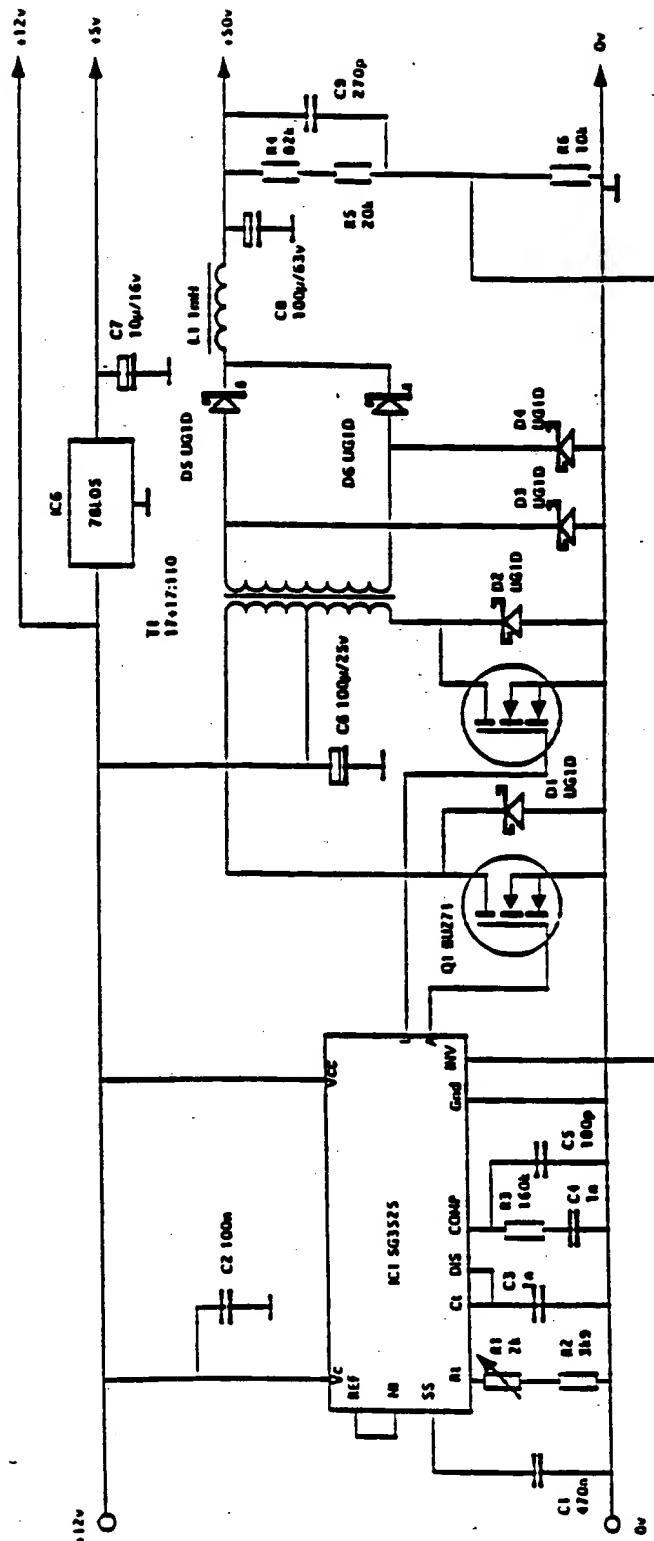 +12v
+5v
+50v
0v
C9
270p
R4
82k
R5
20k
R6
10k
C8
100µ/63v
L1 1mH
C7
10µ/16v
IC6
78L05
D5 UG1D
D6 UG1D
D4
UG1D
D3
UG1D
T1
17+17:110
D2
UG1D
C6 100µ/25v
D1
UG1D
Q1 BUZ71
Vcc
A
INV
Gnd
COMP
DIS
Ct
Rt
SS
NI
REF
Vc
IC1 SG3525
C2 100n
C5
180p
R3
160k
C4
1n
C3
1n
R1
2k
R2
3k9
C1
470n
+12v
0v